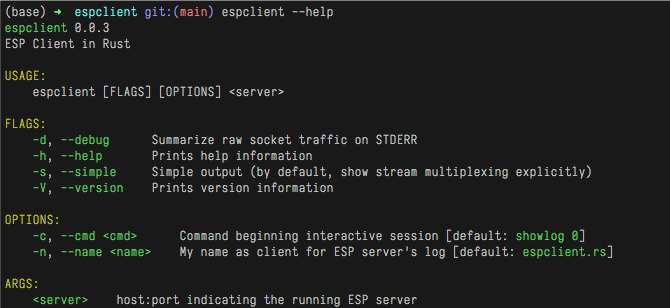 (base) ➜  espclient git:(main) espclient --help
espclient 0.0.3
ESP Client in Rust

USAGE:
    espclient [FLAGS] [OPTIONS] <server>

FLAGS:
    -d, --debug      Summarize raw socket traffic on STDERR
    -h, --help       Prints help information
    -s, --simple     Simple output (by default, show stream multiplexing explicitly)
    -V, --version    Prints version information

OPTIONS:
    -c, --cmd <cmd>      Command beginning interactive session [default: showlog 0]
    -n, --name <name>    My name as client for ESP server's log [default: espclient.rs]

ARGS:
    <server>    host:port indicating the running ESP server